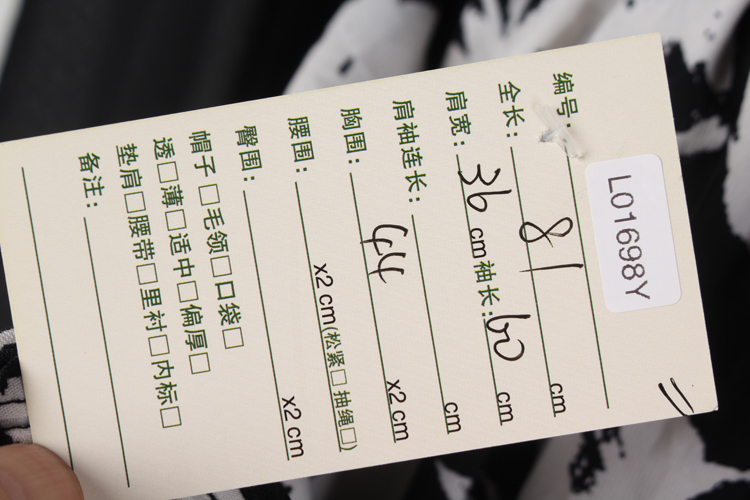 编号: L01698Y
全长: 81 cm
肩宽: 36 cm 袖长: 60 cm
肩袖连长: cm
胸围: 44 x2 cm
腰围: x2 cm(松紧□ 抽绳□)
臀围: x2 cm
帽子□毛领□口袋□
透□薄□适中□偏厚□
垫肩□腰带□里衬□内标□
备注: